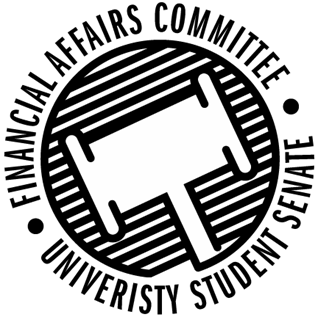 FINANCIAL AFFAIRS COMMITTEE
UNIVERISTY STUDENT SENATE